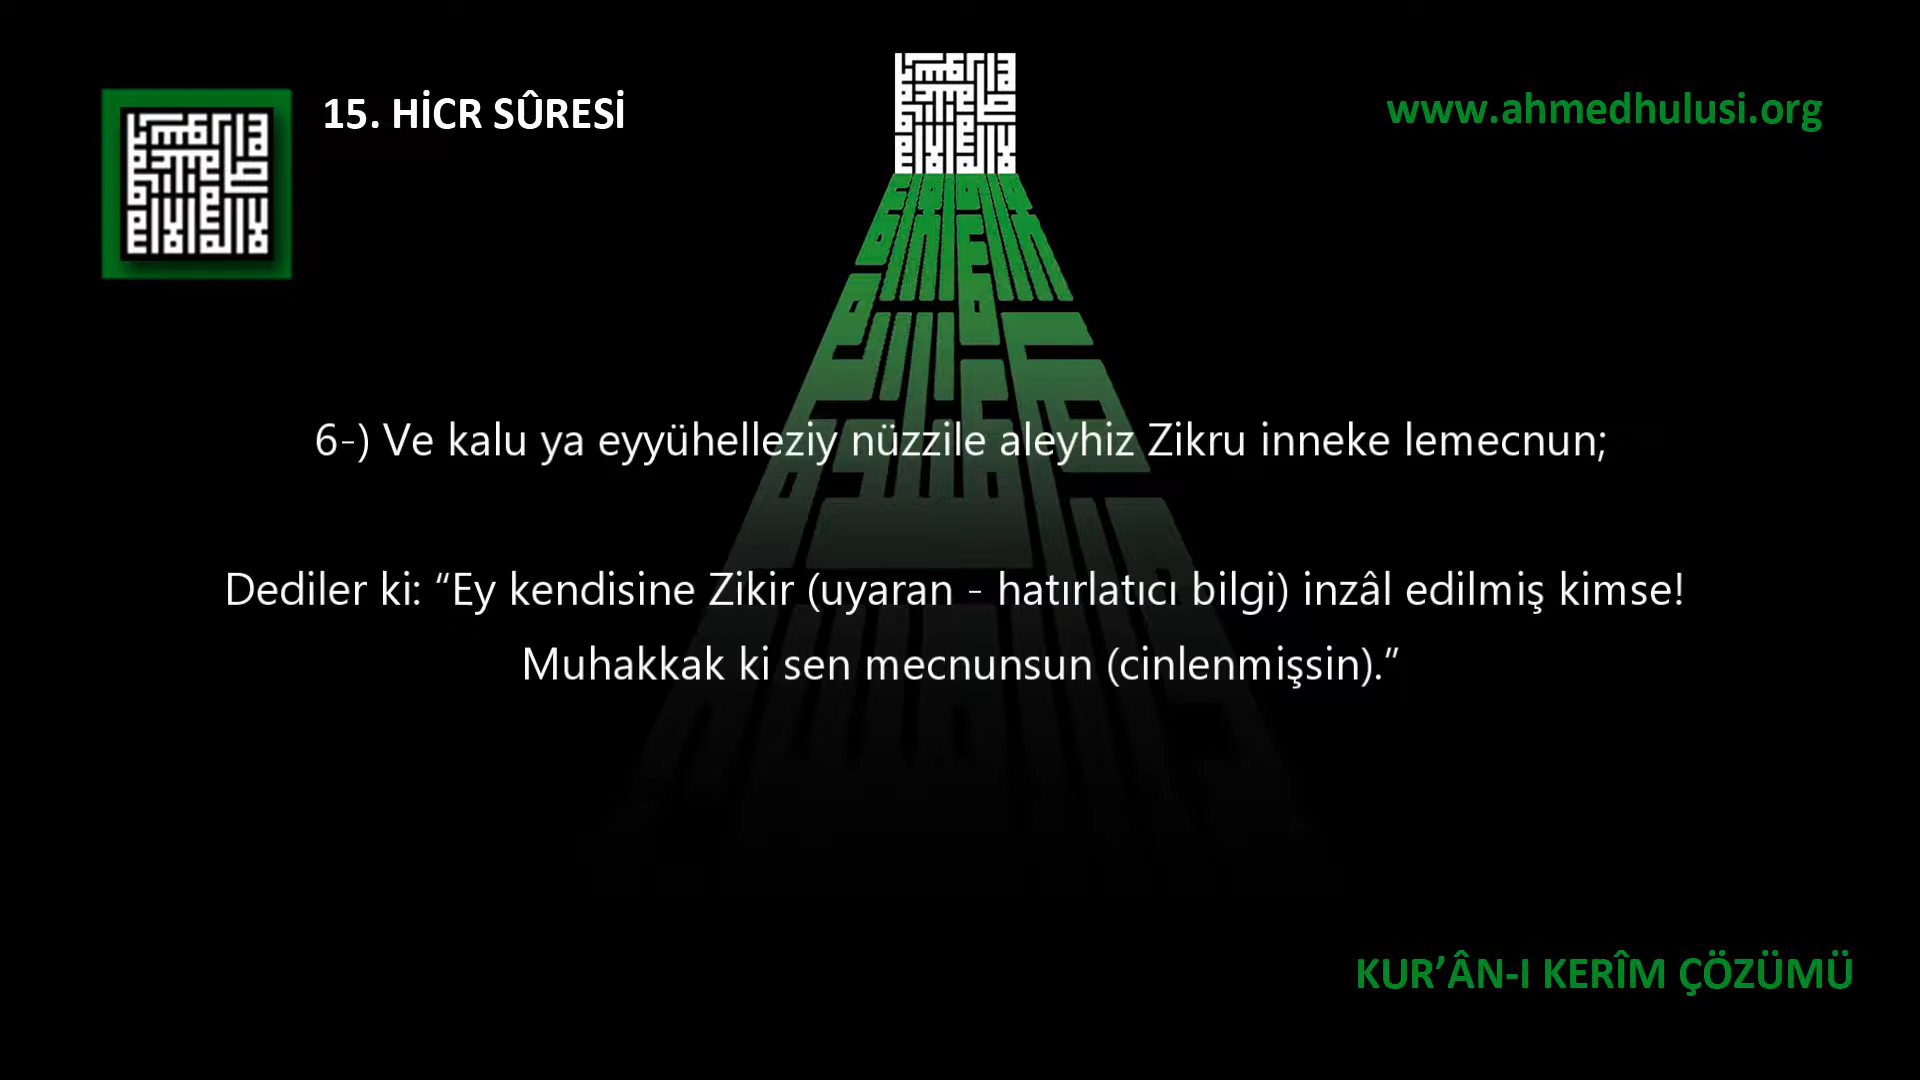 15. HİCR SÛRESİ
www.ahmedhulusi.org
6-) Ve kalu ya eyyühelleziy nüzzile aleyhiz Zikru inneke lemecnun;
Dediler ki: “Ey kendisine Zikir (uyaran - hatırlatıcı bilgi) inzâl edilmiş kimse!
Muhakkak ki sen mecnunsun (cinlenmişsin).”
KUR’ÂN-I KERÎM ÇÖZÜMÜ